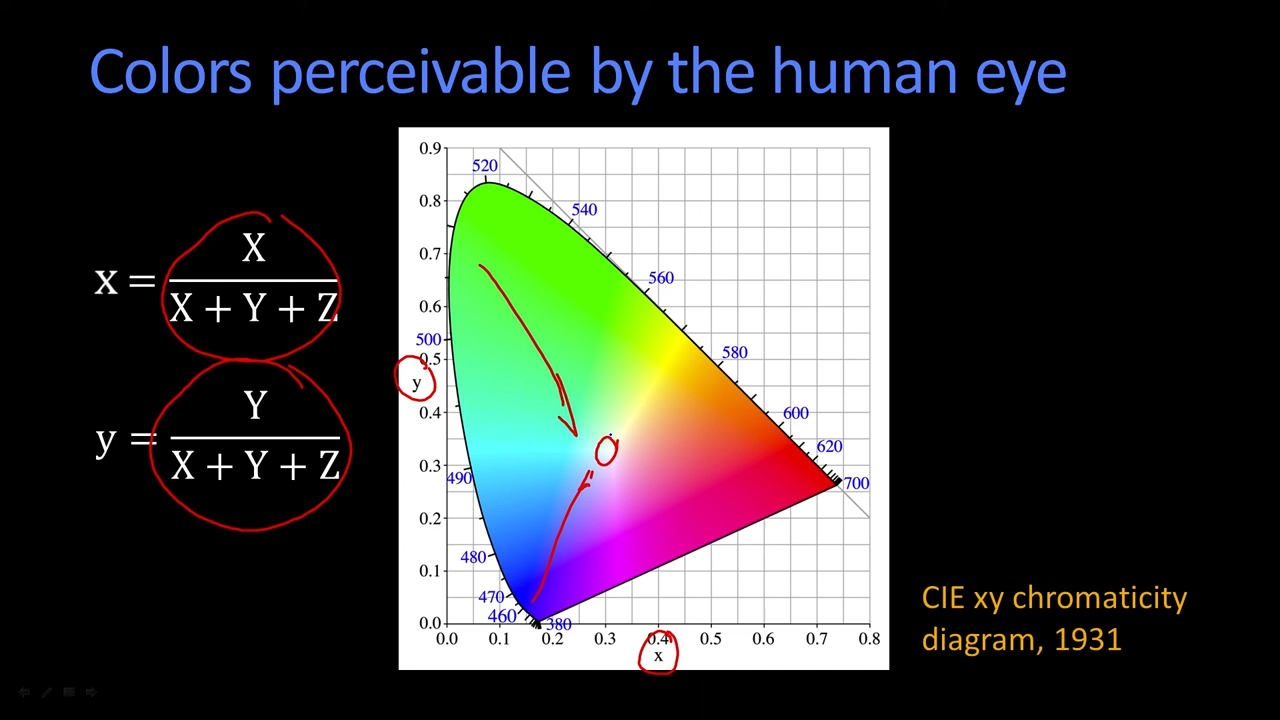 Colors perceivable by the human eye
x = X / X + Y + Z
y = Y / X + Y + Z
0.9
0.8
0.7
0.6
0.5
y
0.4
0.3
0.2
0.1
0.0
520
540
560
500
580
600
620
490
700
480
470
460
380
0.0 0.1 0.2 0.3 0.4 0.5 0.6 0.7 0.8
x
CIE xy chromaticity
diagram, 1931